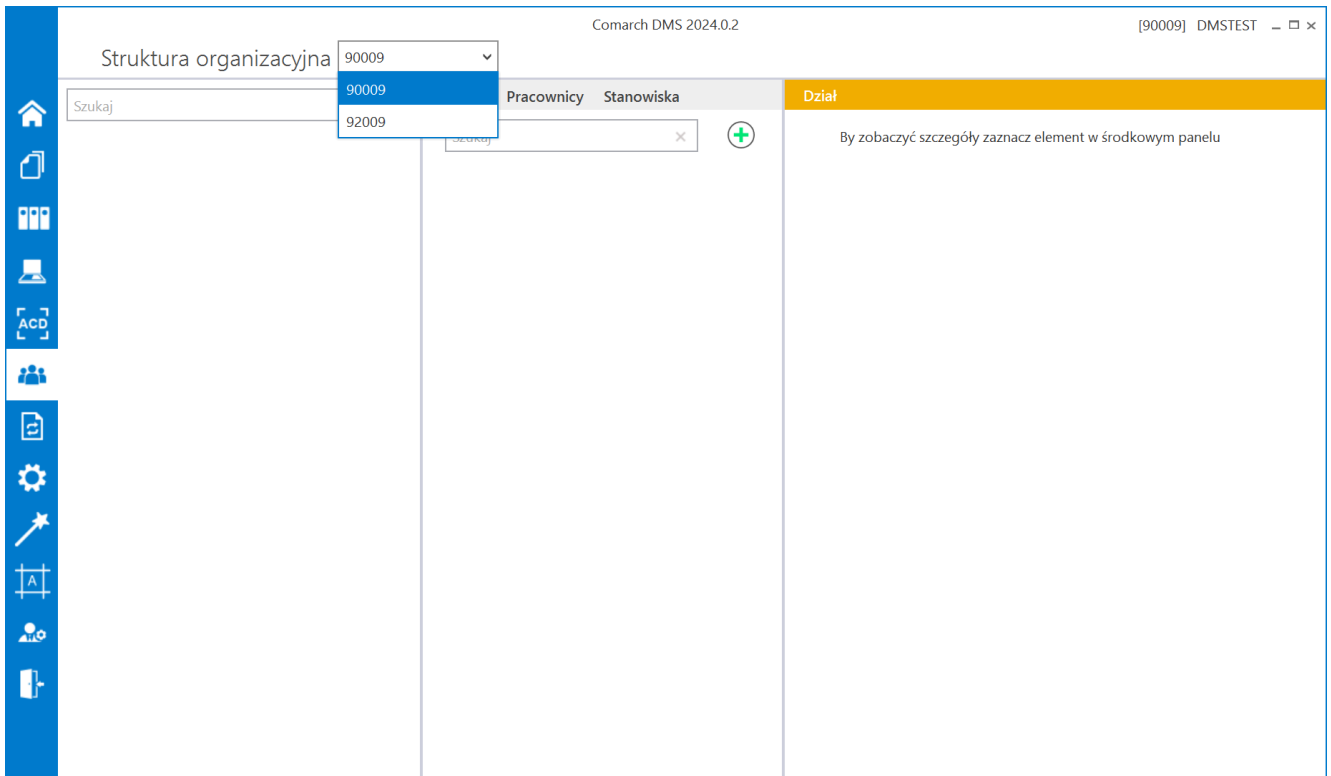 Comarch DMS 2024.0.2
[90009] DMSTEST
Struktura organizacyjna 90009
90009
92009
Szukaj
Pracownicy Stanowiska
Szukaj
Dział
By zobaczyć szczegóły zaznacz element w środkowym panelu
ACD
A